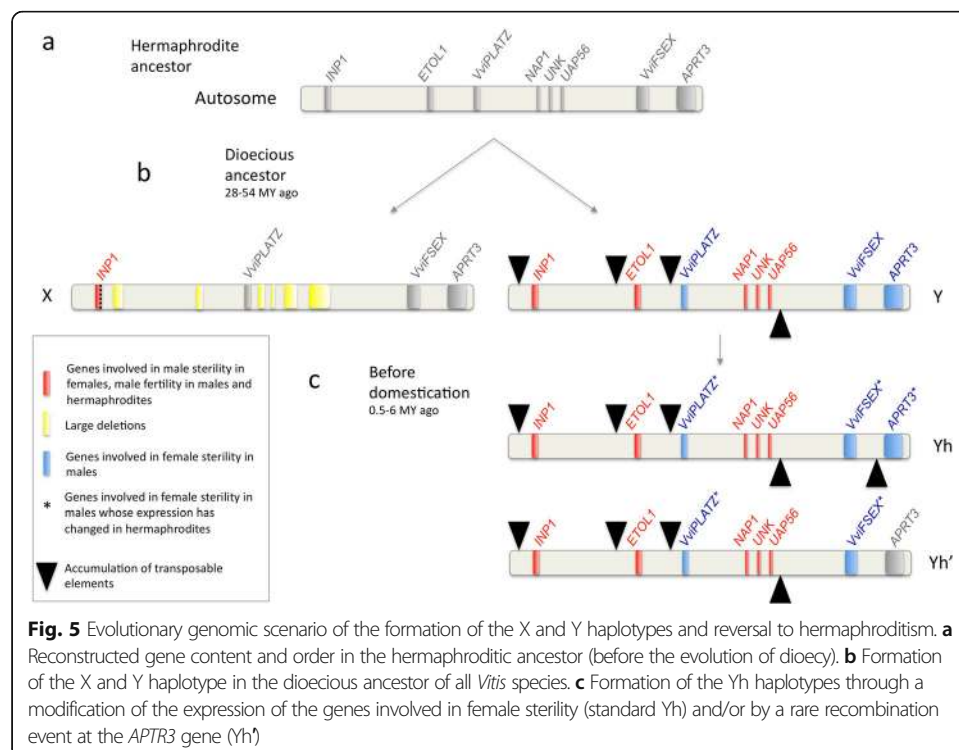 a
Hermaphrodite
ancestor
INP1
ETOL1
VviPLATZ
NAP1
UNK
UAP56
VviFSEX
APRT3
Autosome
b
Dioecious
ancestor
28-54 MY ago
X
INP1
VviPLATZ
VviFSEX
APRT3
INP1
ETOL1
VviPLATZ
NAP1
UNK
UAP56
VviFSEX
APRT3
Y
Genes involved in male sterility in
females, male fertility in males and
hermaphrodites
Large deletions
Genes involved in female sterility in
males
* Genes involved in female sterility in
males whose expression has
changed in hermaphrodites
Accumulation of transposable
elements
c
Before
domestication
0.5-6 MY ago
INP1
ETOL1
VviPLATZ*
NAP1
UNK
UAP56
VviFSEX*
APRT3*
Yh
INP1
ETOL1
VviPLATZ*
NAP1
UNK
UAP56
VviFSEX*
APRT3
Yh’
Fig. 5 Evolutionary genomic scenario of the formation of the X and Y haplotypes and reversal to hermaphroditism. a
Reconstructed gene content and order in the hermaphroditic ancestor (before the evolution of dioecy). b Formation
of the X and Y haplotype in the dioecious ancestor of all Vitis species. c Formation of the Yh haplotypes through a
modification of the expression of the genes involved in female sterility (standard Yh) and/or by a rare recombination
event at the APTR3 gene (Yh')